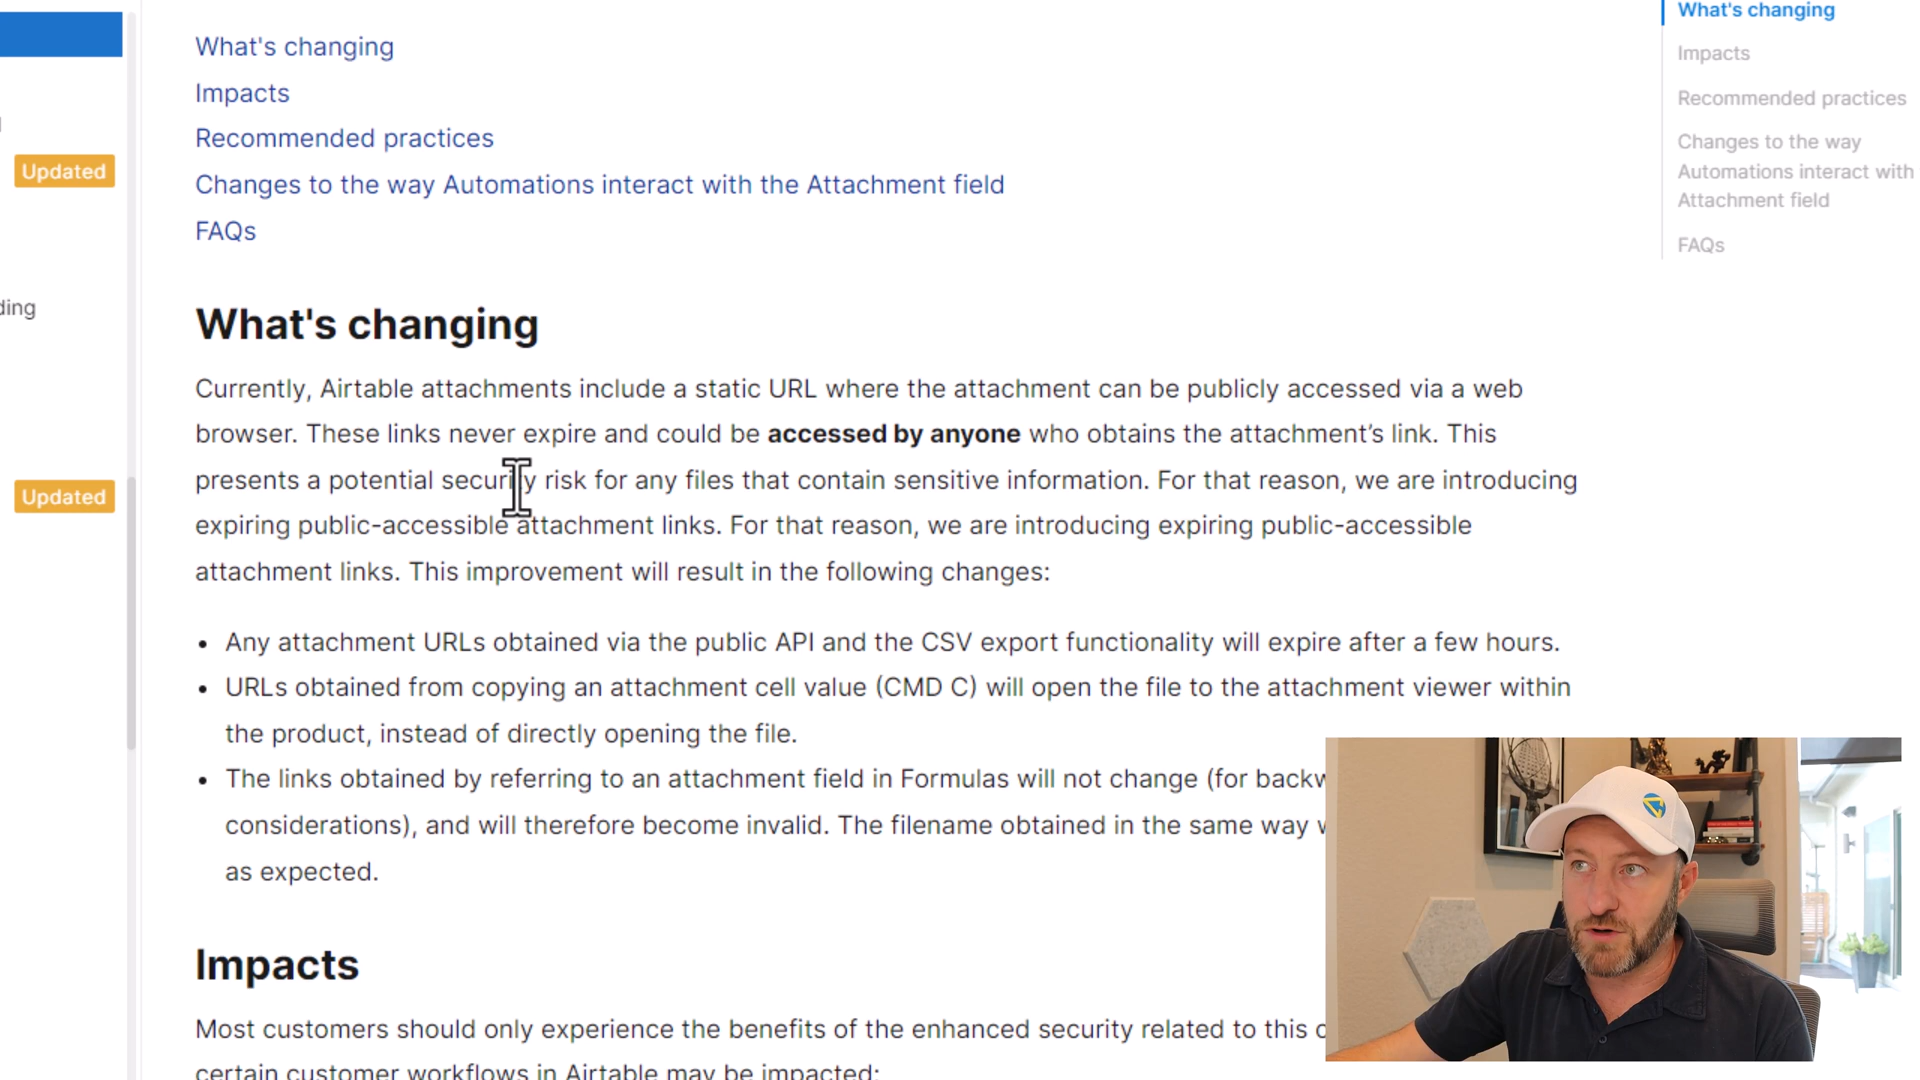 What's changing
Impacts
Recommended practices
Changes to the way Automations interact with the Attachment field
FAQs
What's changing
Currently, Airtable attachments include a static URL where the attachment can be publicly accessed via a web
browser. These links never expire and could be accessed by anyone who obtains the attachment’s link. This
presents a potential security risk for any files that contain sensitive information. For that reason, we are introducing
expiring public-accessible attachment links. For that reason, we are introducing expiring public-accessible
attachment links. This improvement will result in the following changes:
• Any attachment URLs obtained via the public API and the CSV export functionality will expire after a few hours.
• URLs obtained from copying an attachment cell value (CMD C) will open the file to the attachment viewer within
the product, instead of directly opening the file.
• The links obtained by referring to an attachment field in Formulas will not change (for backw
considerations), and will therefore become invalid. The filename obtained in the same way
as expected.
Impacts
Most customers should only experience the benefits of the enhanced security related to this
certain customer workflows in Airtable may be impacted:
Updated
ding
Updated
What's changing
Impacts
Recommended practices
Changes to the way
Automations interact with
Attachment field
FAQs